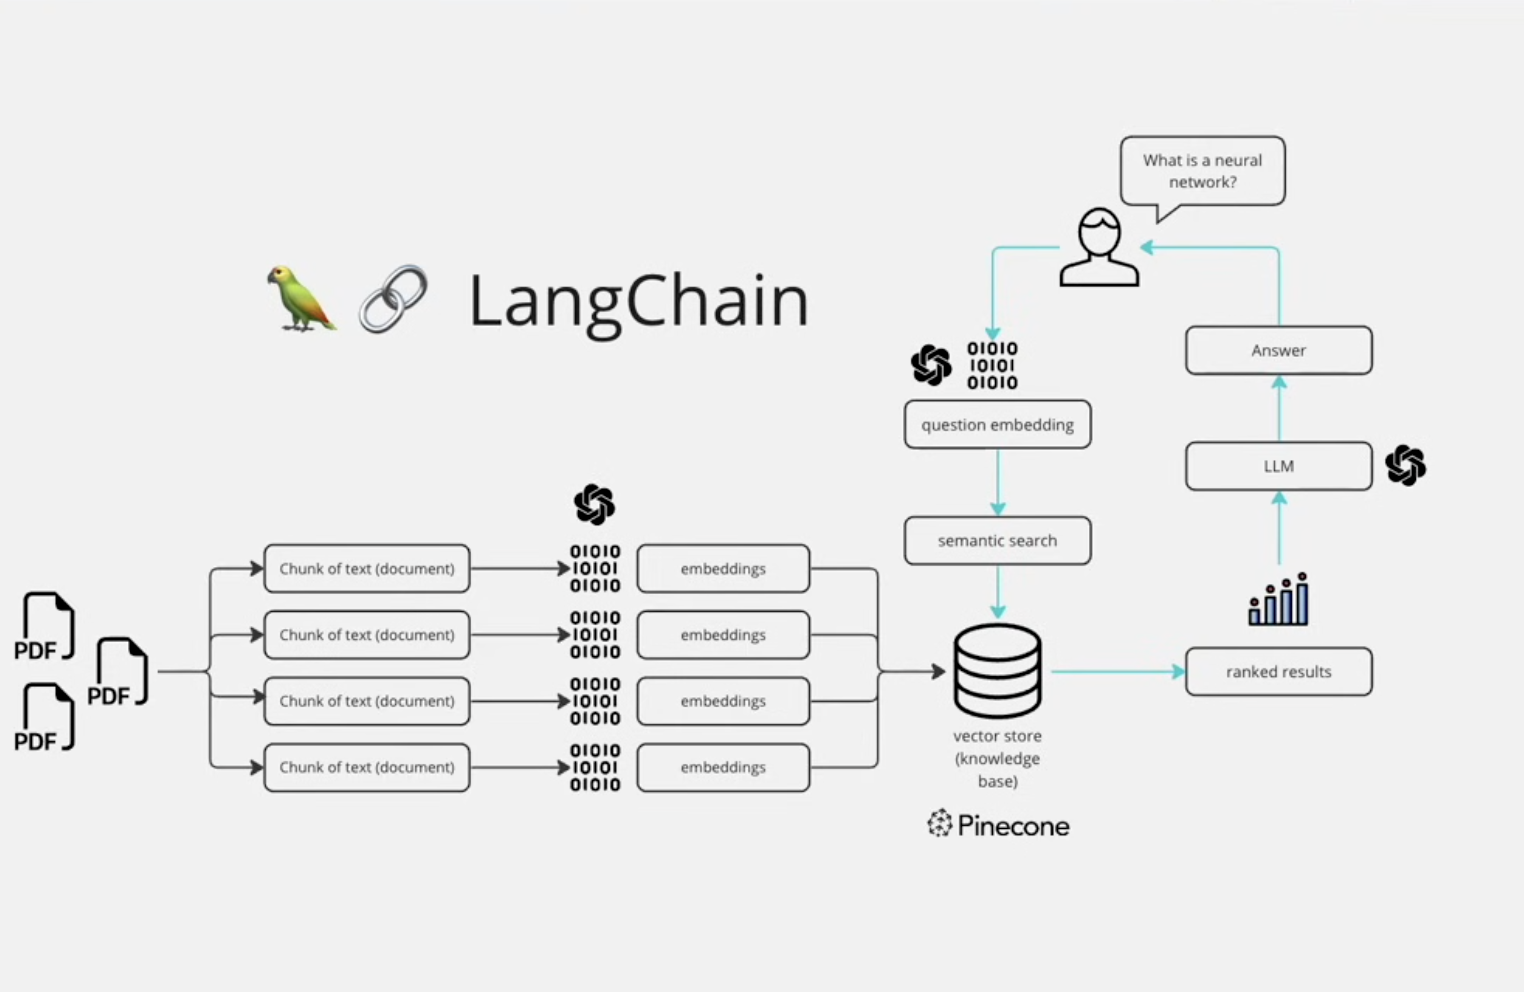 What is a neural
network?
LangChain
01010
10101
01010
question embedding
semantic search
Answer
LLM
ranked results
PDF
PDF
PDF
Chunk of text (document)
01010
10101
01010
embeddings
Chunk of text (document)
01010
10101
01010
embeddings
Chunk of text (document)
01010
10101
01010
embeddings
Chunk of text (document)
01010
10101
01010
embeddings
vector store
(knowledge
base)
Pinecone